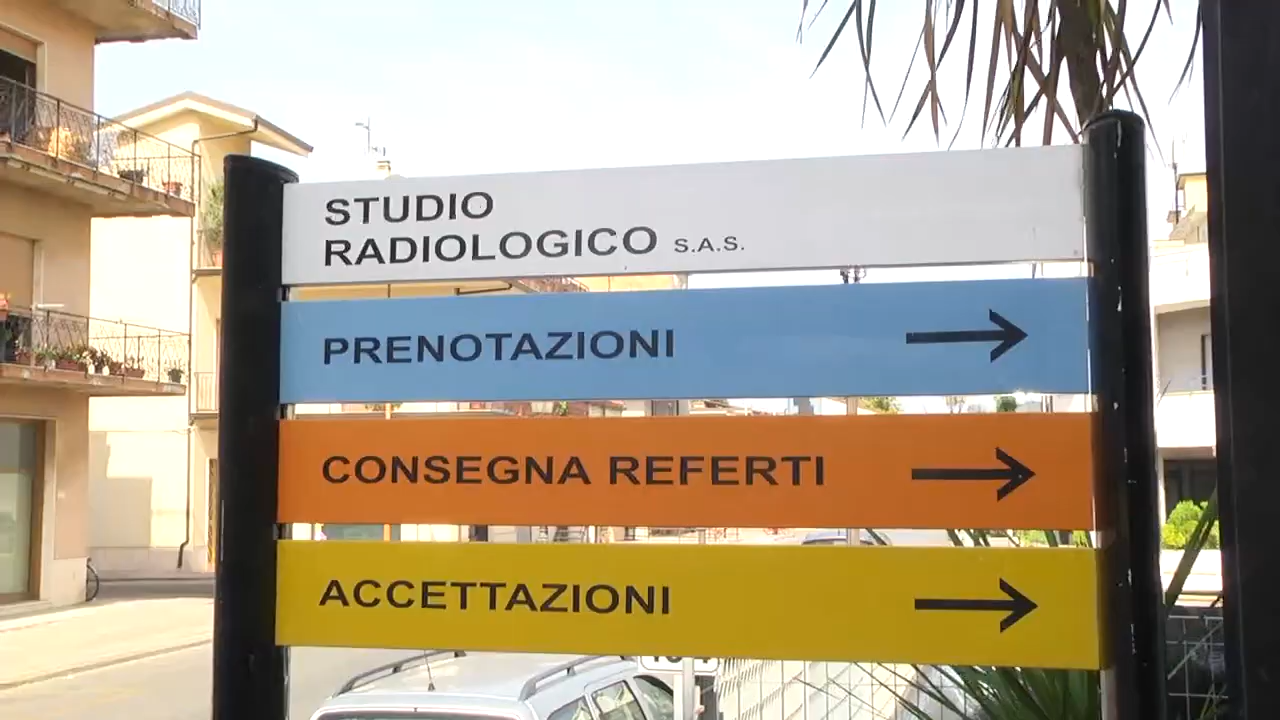 STUDIO
RADIOLOGICO S.A.S.
PRENOTAZIONI
CONSEGNA REFERTI
ACCETTAZIONI